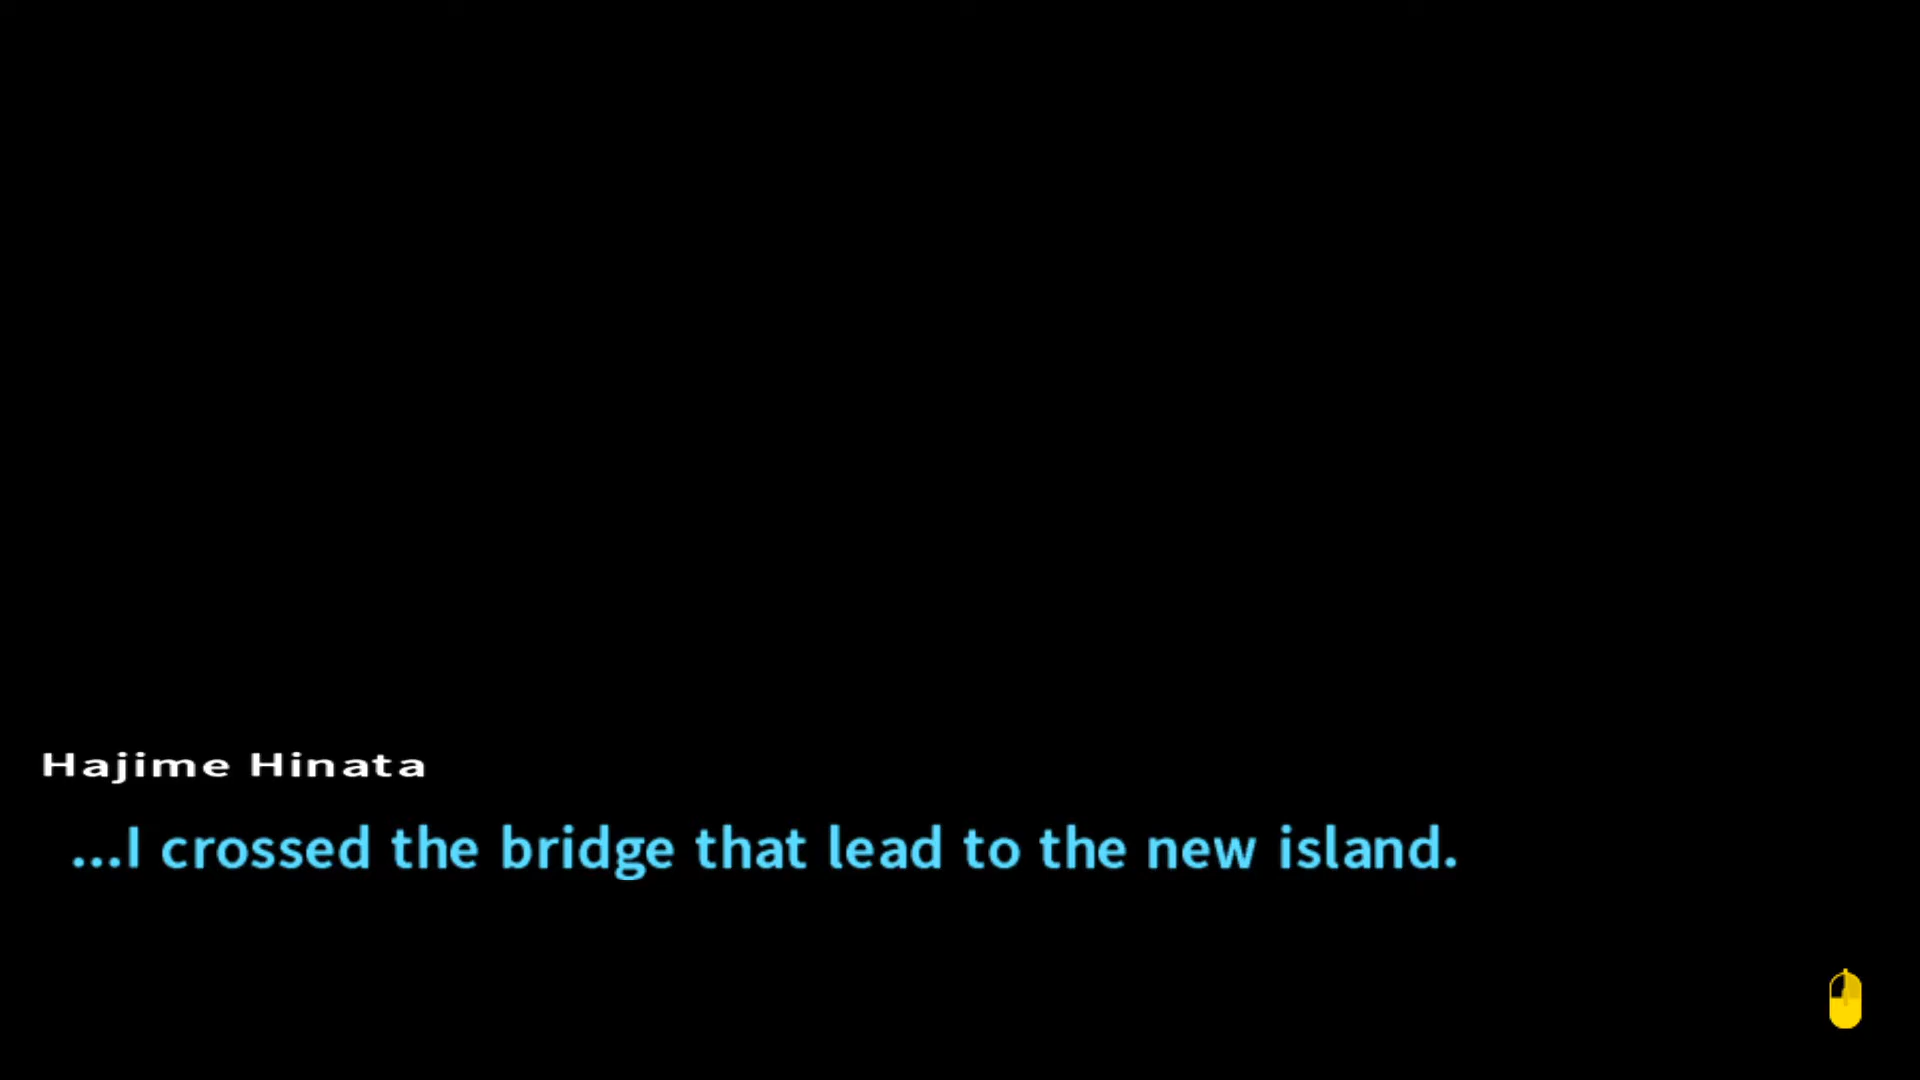 Hajime Hinata
...I crossed the bridge that lead to the new island.